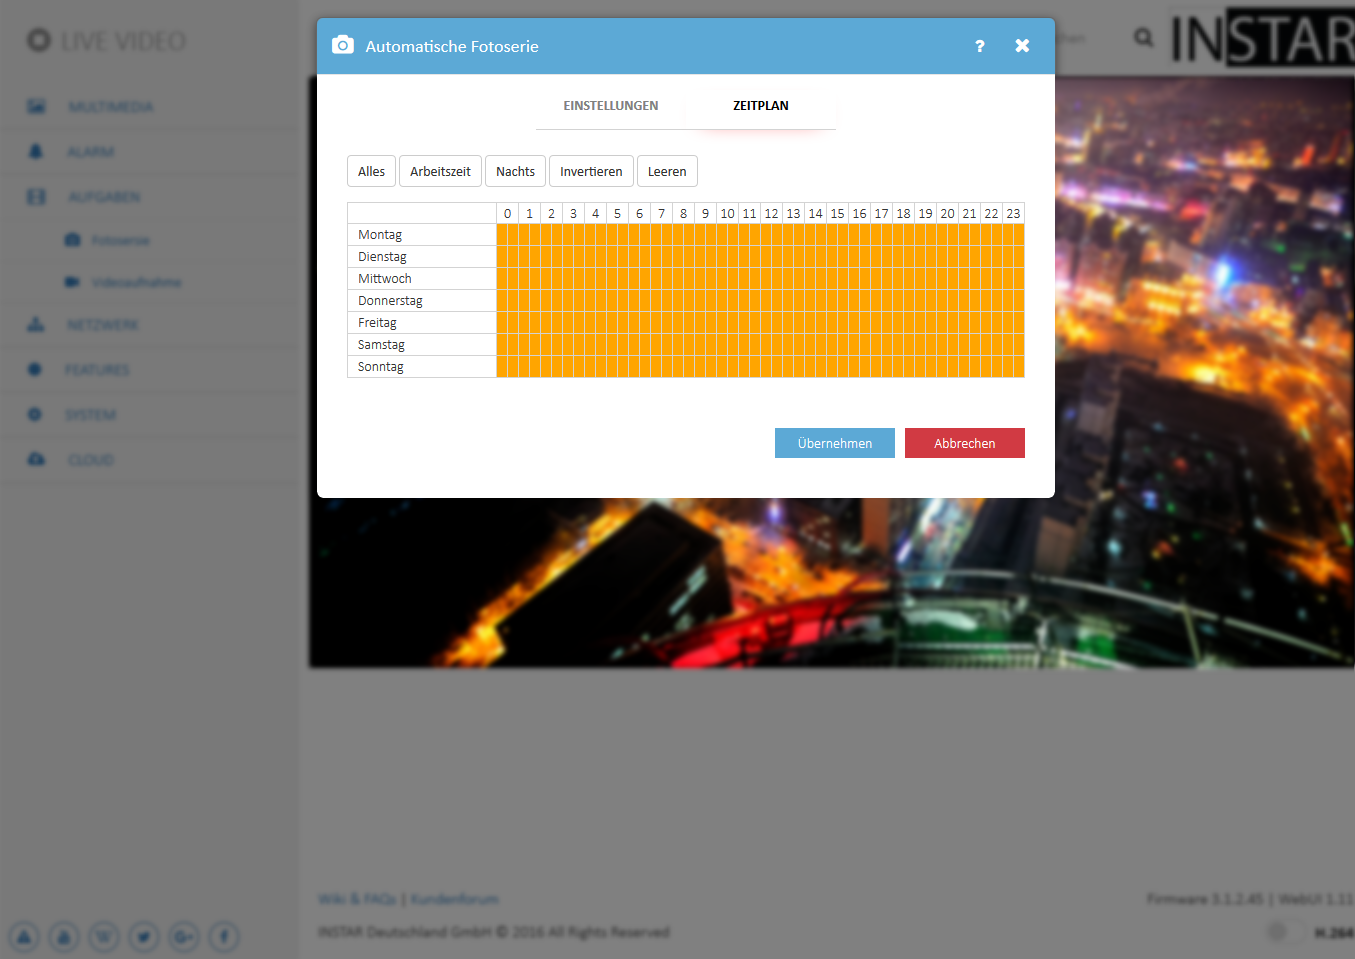 LIVE VIDEO
INSTAR
MULTIMEDIA
ALARM
AUFGABEN
Fotoserie
Videoaufnahme
NETZWERK
FEATURES
SYSTEM
CLOUD
Automatische Fotoserie ?
EINSTELLUNGEN ZEITPLAN
Alles Arbeitszeit Nachts Invertieren Leeren
0 1 2 3 4 5 6 7 8 9 10 11 12 13 14 15 16 17 18 19 20 21 22 23
Montag
Dienstag
Mittwoch
Donnerstag
Freitag
Samstag
Sonntag
Übernehmen Abbrechen
Wiki & FAQs | Kundenforum
Firmware 3.1.2.45 | WebUI 1.11
INSTAR Deutschland GmbH © 2016 All Rights Reserved
H.264